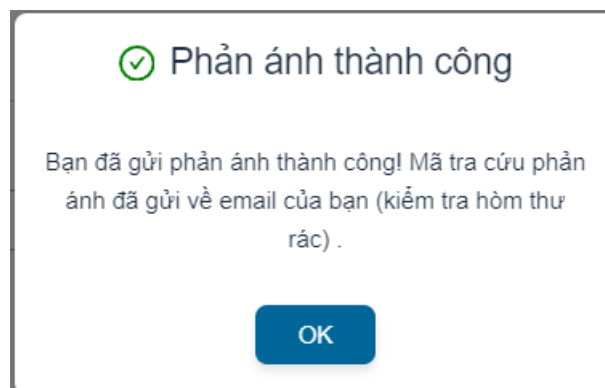 Phản ánh thành công
Bạn đã gửi phản ánh thành công! Mã tra cứu phản
ánh đã gửi về email của bạn (kiểm tra hòm thư
rác) .
OK